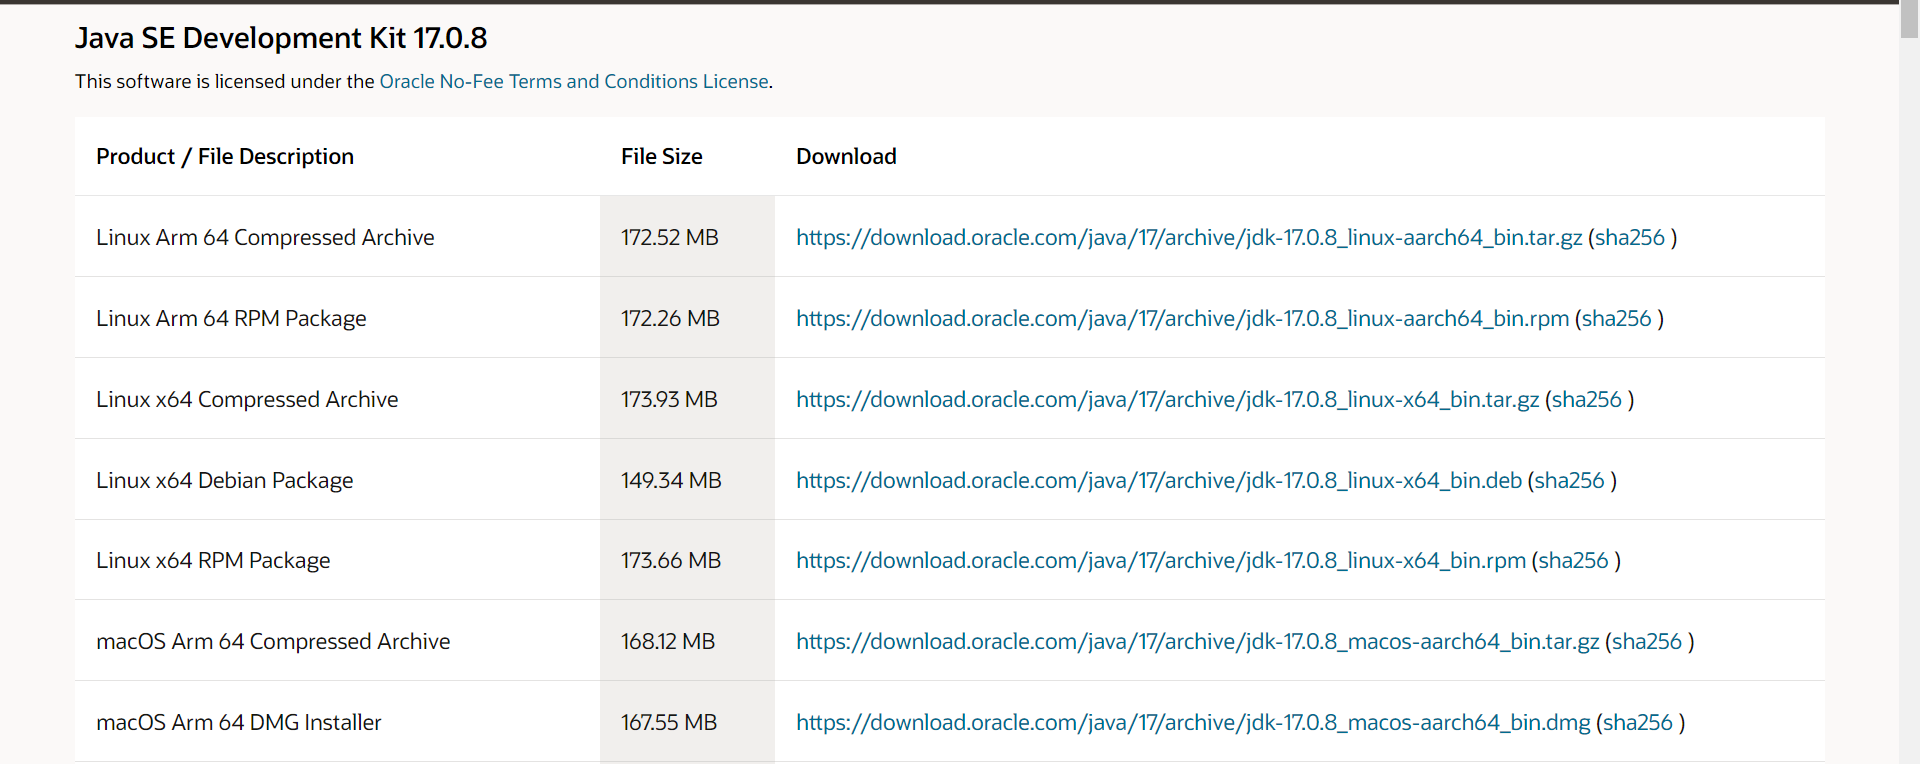 Java SE Development Kit 17.0.8
This software is licensed under the Oracle No-Fee Terms and Conditions License.
Product / File Description File Size Download
Linux Arm 64 Compressed Archive 172.52 MB https://download.oracle.com/java/17/archive/jdk-17.0.8_linux-aarch64_bin.tar.gz (sha256 )
Linux Arm 64 RPM Package 172.26 MB https://download.oracle.com/java/17/archive/jdk-17.0.8_linux-aarch64_bin.rpm (sha256 )
Linux x64 Compressed Archive 173.93 MB https://download.oracle.com/java/17/archive/jdk-17.0.8_linux-x64_bin.tar.gz (sha256 )
Linux x64 Debian Package 149.34 MB https://download.oracle.com/java/17/archive/jdk-17.0.8_linux-x64_bin.deb (sha256 )
Linux x64 RPM Package 173.66 MB https://download.oracle.com/java/17/archive/jdk-17.0.8_linux-x64_bin.rpm (sha256 )
macOS Arm 64 Compressed Archive 168.12 MB https://download.oracle.com/java/17/archive/jdk-17.0.8_macos-aarch64_bin.tar.gz (sha256 )
macOS Arm 64 DMG Installer 167.55 MB https://download.oracle.com/java/17/archive/jdk-17.0.8_macos-aarch64_bin.dmg (sha256 )